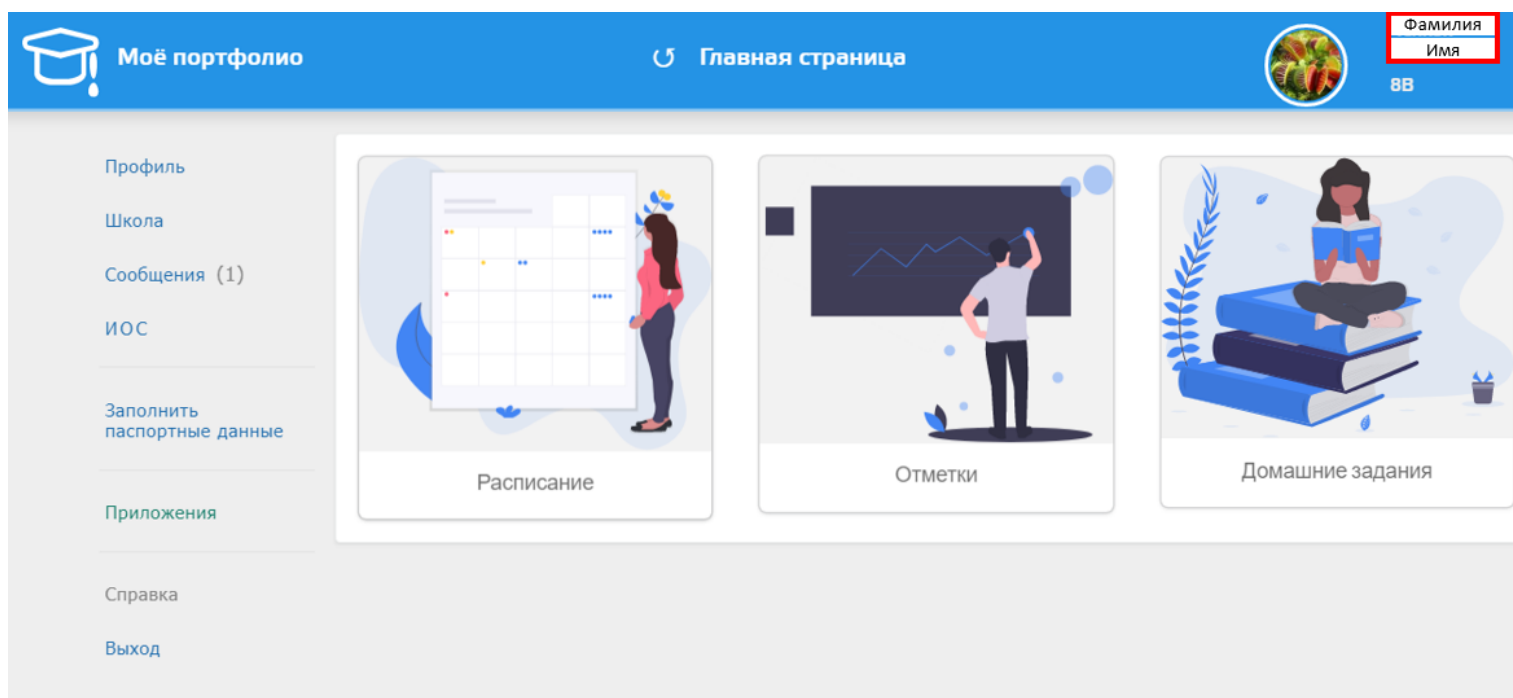 Моё портфолио
Главная страница
Фамилия
Имя
8В
Профиль
Школа
Сообщения (1)
ИОС
Заполнить
паспортные данные
Приложения
Справка
Выход
Расписание
Отметки
Домашние задания